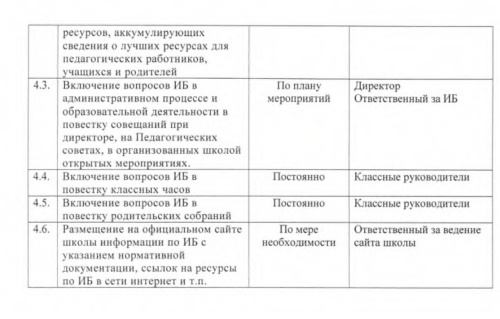 ресурсов, аккумулирующих
сведения о лучших ресурсах для
педагогических работников,
учащихся и родителей
4.3. Включение вопросов ИБ в По плану Директор
административном процессе и мероприятий Ответственный за ИБ
образовательной деятельности в
повестку совещаний при
директоре, на Педагогических
советах, в организованных школой
открытых мероприятиях.
4.4. Включение вопросов ИБ в Постоянно Классные руководители
повестку классных часов
4.5. Включение вопросов ИБ в Постоянно Классные руководители
повестку родительских собраний
4.6. Размещение на официальном сайте По мере Ответственный за ведение
школы информации по ИБ с необходимости сайта школы
указанием нормативной
документации, ссылок на ресурсы
по ИБ в сети интернет и т.п.